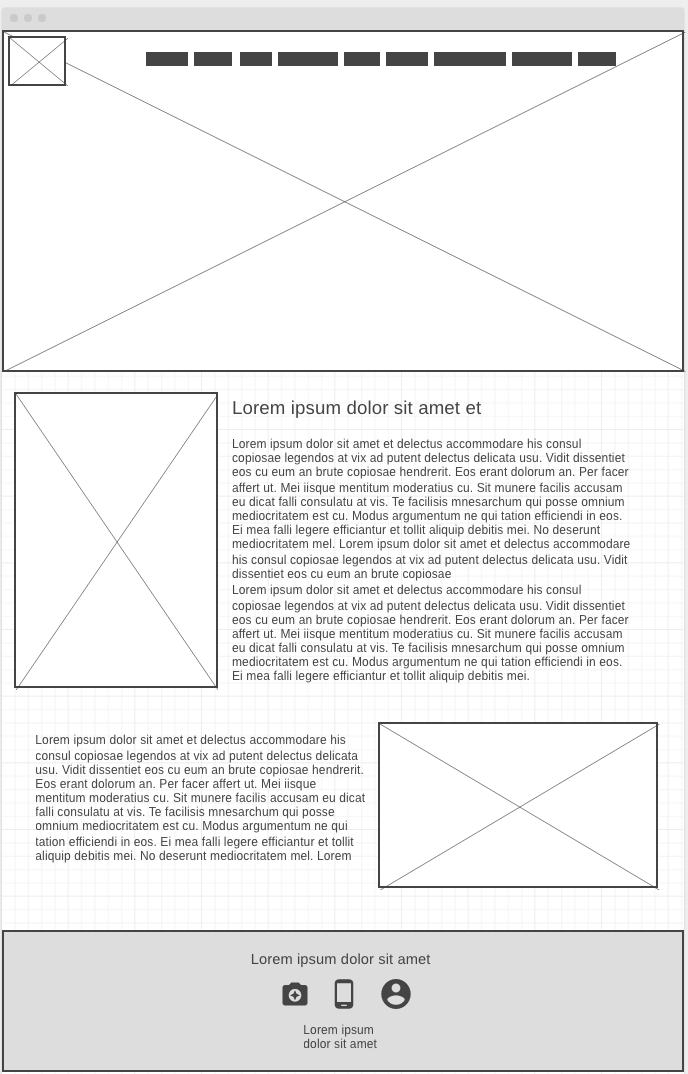 Lorem ipsum dolor sit amet et
Lorem ipsum dolor sit amet et delectus accommodare his consul
copiosae legendos at vix ad putent delectus delicata usu. Vidit dissentiet
eos cu eum an brute copiosae hendrerit. Eos erant dolorum an. Per facer
affert ut. Mei iisque mentitum moderatius cu. Sit munere facilis accusam
eu dicat falli consulatu at vis. Te facilisis mnesarchum qui posse omnium
mediocritatem est cu. Modus argumentum ne qui tation efficiendi in eos.
Ei mea falli legere efficiantur et tollit aliquip debitis mei. No deserunt
mediocritatem mel. Lorem ipsum dolor sit amet et delectus accommodare
his consul copiosae legendos at vix ad putent delectus delicata usu. Vidit
dissentiet eos cu eum an brute copiosae
Lorem ipsum dolor sit amet et delectus accommodare his consul
copiosae legendos at vix ad putent delectus delicata usu. Vidit dissentiet
eos cu eum an brute copiosae hendrerit. Eos erant dolorum an. Per facer
affert ut. Mei iisque mentitum moderatius cu. Sit munere facilis accusam
eu dicat falli consulatu at vis. Te facilisis mnesarchum qui posse omnium
mediocritatem est cu. Modus argumentum ne qui tation efficiendi in eos.
Ei mea falli legere efficiantur et tollit aliquip debitis mei.
Lorem ipsum dolor sit amet et delectus accommodare his
consul copiosae legendos at vix ad putent delectus delicata
usu. Vidit dissentiet eos cu eum an brute copiosae hendrerit.
Eos erant dolorum an. Per facer affert ut. Mei iisque
mentitum moderatius cu. Sit munere facilis accusam eu dicat
falli consulatu at vis. Te facilisis mnesarchum qui posse
omnium mediocritatem est cu. Modus argumentum ne qui
tation efficiendi in eos. Ei mea falli legere efficiantur et tollit
aliquip debitis mei. No deserunt mediocritatem mel. Lorem
Lorem ipsum dolor sit amet
Lorem ipsum
dolor sit amet